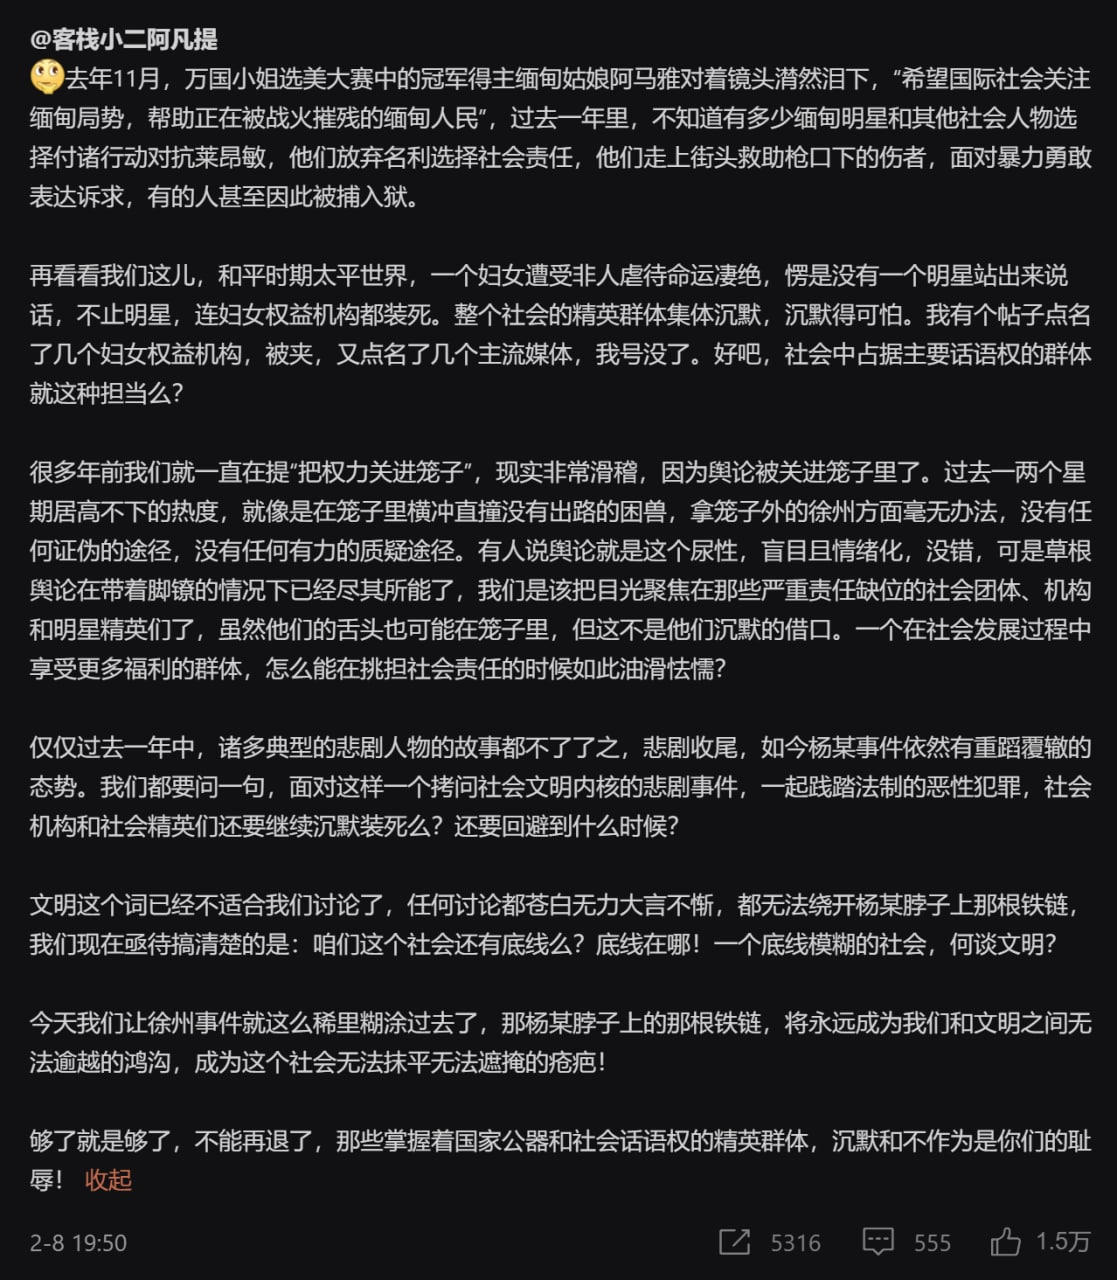 @客栈小二阿凡提
去年11月，万国小姐选美大赛中的冠军得主缅甸姑娘阿马雅对着镜头潸然泪下，“希望国际社会关注
缅甸局势，帮助正在被战火摧残的缅甸人民”，过去一年里，不知道有多少缅甸明星和其他社会人物选
择付诸行动对抗莱昂敏，他们放弃名利选择社会责任，他们走上街头救助枪口下的伤者，面对暴力勇敢
表达诉求，有的人甚至因此被捕入狱。
再看看我们这儿，和平时期太平世界，一个妇女遭受非人虐待命运凄绝，愣是没有一个明星站出来说
话，不止明星，连妇女权益机构都装死。整个社会的精英群体集体沉默，沉默得可怕。我有个帖子点名
了几个妇女权益机构，被夹，又点名了几个主流媒体，我号没了。好吧，社会中占据主要话语权的群体
就这种担当么？
很多年前我们就一直在提“把权力关进笼子”，现实非常滑稽，因为舆论被关进笼子里了。过去一两个星
期居高不下的热度，就像是在笼子里横冲直撞没有出路的困兽，拿笼子外的徐州方面毫无办法，没有任
何证伪的途径，没有任何有力的质疑途径。有人说舆论就是这个尿性，盲目且情绪化，没错，可是草根
舆论在带着脚镣的情况下已经尽其所能了，我们是该把目光聚焦在那些严重责任缺位的社会团体、机构
和明星精英们了，虽然他们的舌头也可能在笼子里，但这不是他们沉默的借口。一个在社会发展过程中
享受更多福利的群体，怎么能在挑担社会责任的时候如此油滑怯懦？
仅仅过去一年中，诸多典型的悲剧人物的故事都不了了之，悲剧收尾，如今杨某事件依然有重蹈覆辙的
态势。我们都要问一句，面对这样一个拷问社会文明内核的悲剧事件，一起践踏法制的恶性犯罪，社会
机构和社会精英们还要继续沉默装死么？还要回避到什么时候？
文明这个词已经不适合我们讨论了，任何讨论都苍白无力大言不惭，都无法绕开杨某脖子上那根铁链，
我们现在亟待搞清楚的是：咱们这个社会还有底线么？底线在哪！一个底线模糊的社会，何谈文明？
今天我们让徐州事件就这么稀里糊涂过去了，那杨某脖子上的那根铁链，将永远成为我们和文明之间无
法逾越的鸿沟，成为这个社会无法抹平无法遮掩的疮疤！
够了就是够了，不能再退了，那些掌握着国家公器和社会话语权的精英群体，沉默和不作为是你们的耻
辱！ 收起
2-8 19:50 5316 555 1.5万